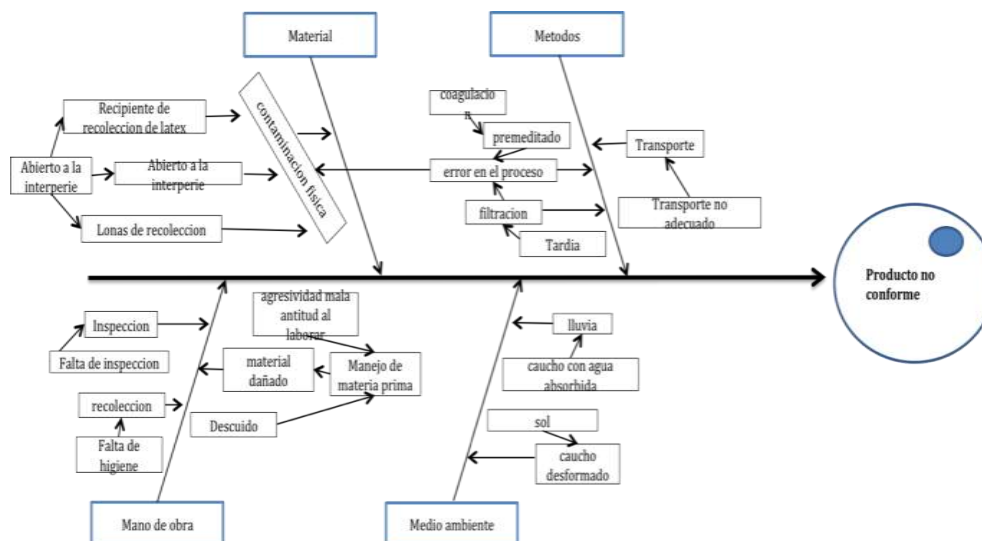 Material
Metodos
Recipiente de
recoleccion de latex
Abierto a la
interperie
Abierto a la
interperie
Lonas de recoleccion
contaminacion fisica
coagulacio
n
premeditado
error en el proceso
filtracion
Tardia
Transporte
Transporte no
adecuado
Producto no
conforme
Inspeccion
Falta de inspeccion
recoleccion
Falta de
higiene
agresividad mala
antitud al
laborar
material
dañado
Manejo de
materia prima
Descuido
lluvia
caucho con agua
absorbida
sol
caucho
desformado
Mano de obra
Medio ambiente